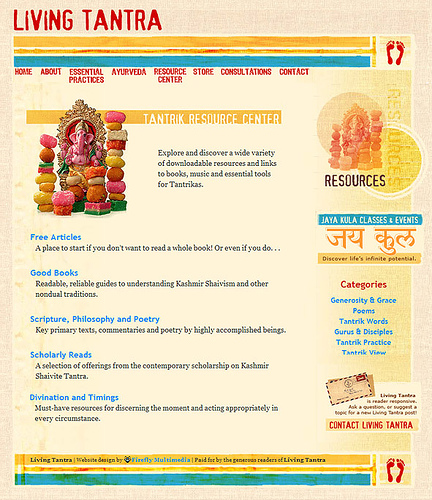 LIVING TANTRA
HOME ABOUT ESSENTIAL PRACTICES AYURVEDA RESOURCE CENTER STORE CONSULTATIONS CONTACT
TANTRIK RESOURCE CENTER
Explore and discover a wide variety
of downloadable resources and links
to books, music and essential tools
for Tantrikas.
Free Articles
A place to start if you don't want to read a whole book! Or even if you do. . .
Good Books
Readable, reliable guides to understanding Kashmir Shaivism and other
nondual traditions.
Scripture, Philosophy and Poetry
Key primary texts, commentaries and poetry by highly accomplished beings.
Scholarly Reads
A selection of offerings from the contemporary scholarship on Kashmir
Shaivite Tantra.
Divination and Timings
Must-have resources for discerning the moment and acting appropriately in
every circumstance.
RESOURCES
RESOURCES
JAYA KULA CLASSES & EVENTS
जय कुल
Discover life's infinite potential.
Categories
Generosity & Grace
Poems
Tantrik Words
Gurus & Disciples
Tantrik Practice
Tantrik View
Living Tantra
is reader responsive.
Ask a question, or suggest a
topic for a new Living Tantra post!
CONTACT LIVING TANTRA
Living Tantra | Website design by Firefly Multimedia | Paid for by the generous readers of Living Tantra